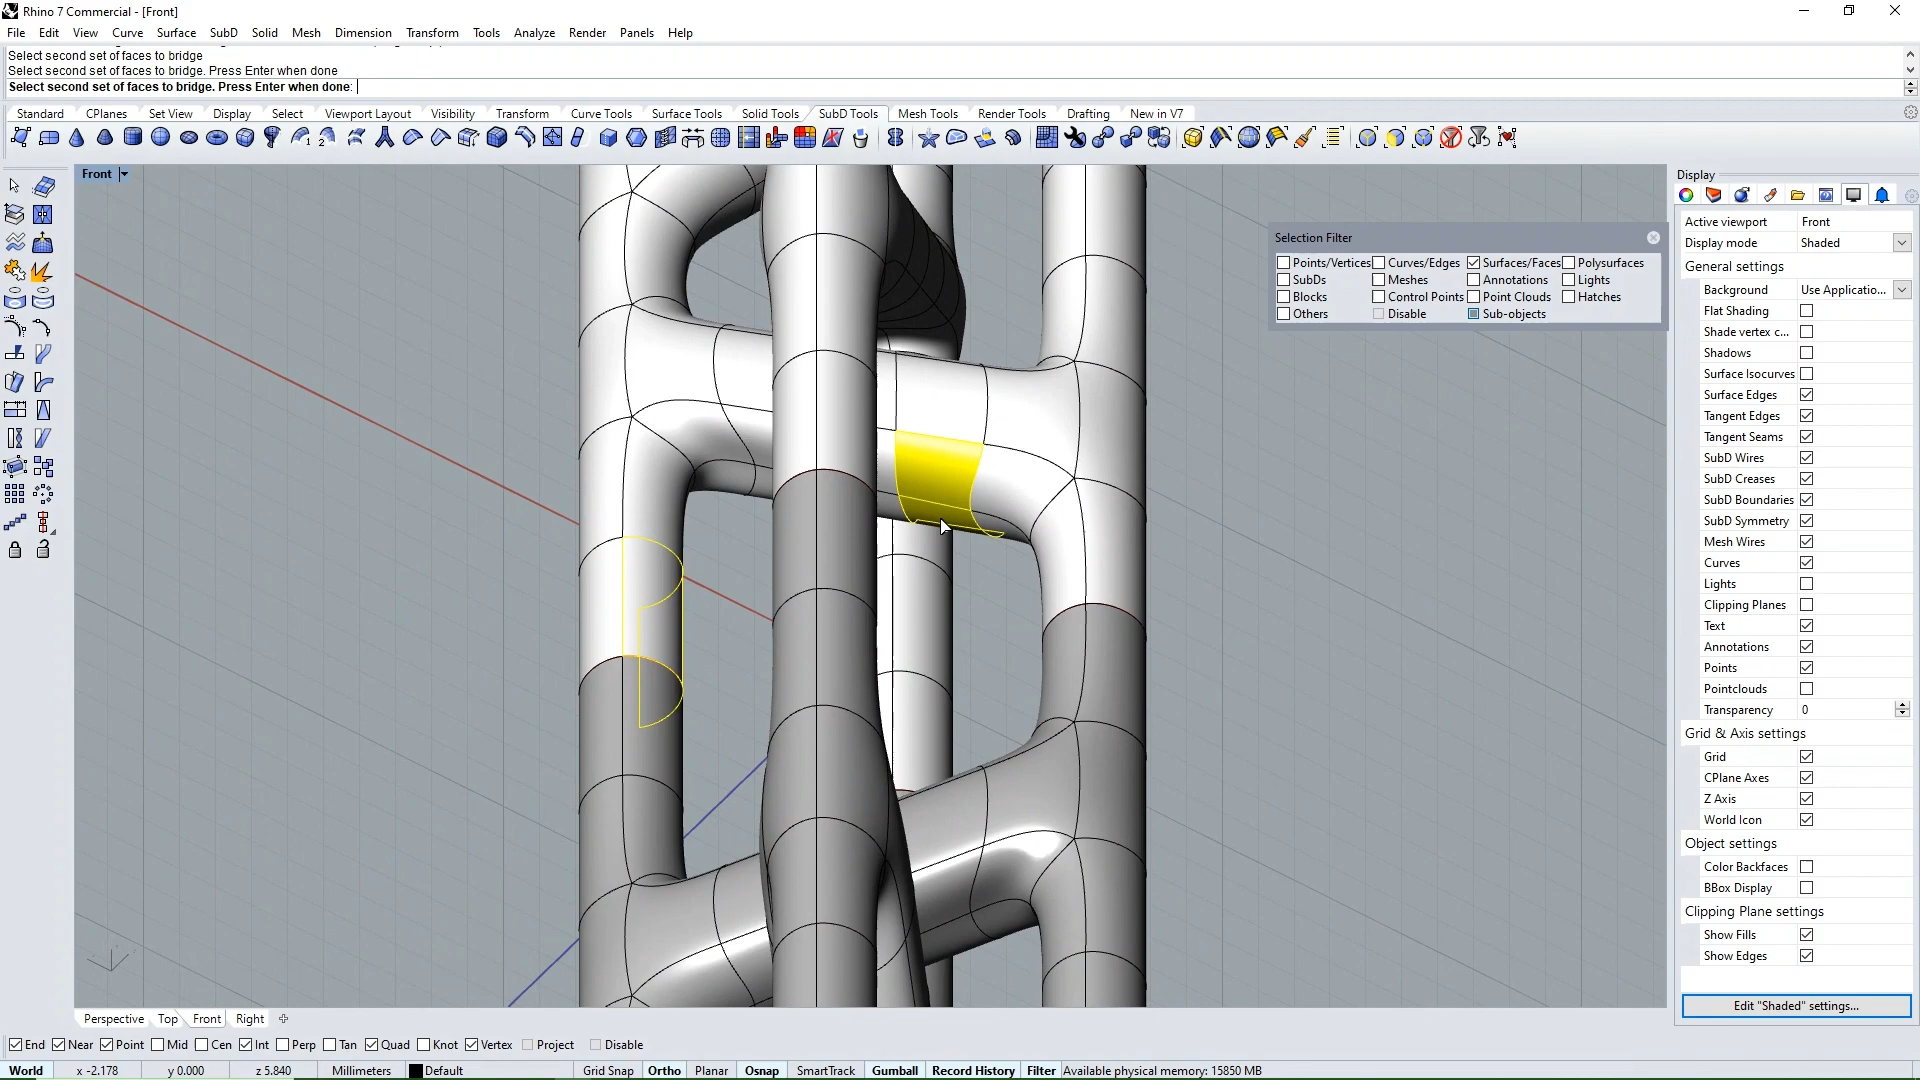 Rhino 7 Commercial - [Front]
File Edit View Curve Surface SubD Solid Mesh Dimension Transform Tools Analyze Render Panels Help
Select second set of faces to bridge
Select second set of faces to bridge. Press Enter when done
Select second set of faces to bridge. Press Enter when done:
Standard CPlanes Set View Display Select Viewport Layout Visibility Transform Curve Tools Surface Tools Solid Tools SubD Tools Mesh Tools Render Tools Drafting New in V7
Front
Selection Filter
Points/Vertices Curves/Edges Surfaces/Faces Polysurfaces
SubDs Meshes Annotations Lights
Blocks Control Points Point Clouds Hatches
Others Disable Sub-objects
Display
Active viewport Front
Display mode Shaded
General settings
Background Use Applicatio...
Flat Shading
Shade vertex c...
Shadows
Surface Isocurves
Surface Edges
Tangent Edges
Tangent Seams
SubD Wires
SubD Creases
SubD Boundaries
SubD Symmetry
Mesh Wires
Curves
Lights
Clipping Planes
Text
Annotations
Points
Pointclouds
Transparency 0
Grid & Axis settings
Grid
CPlane Axes
Z Axis
World Icon
Object settings
Color Backfaces
BBox Display
Clipping Plane settings
Show Fills
Show Edges
Edit "Shaded" settings...
Perspective Top Front Right
End Near Point Mid Cen Int Perp Tan Quad Knot Vertex Project Disable
World x -2.178 y 0.000 z 5.840 Millimeters Default Grid Snap Ortho Planar Osnap SmartTrack Gumball Record History Filter Available physical memory: 15850 MB